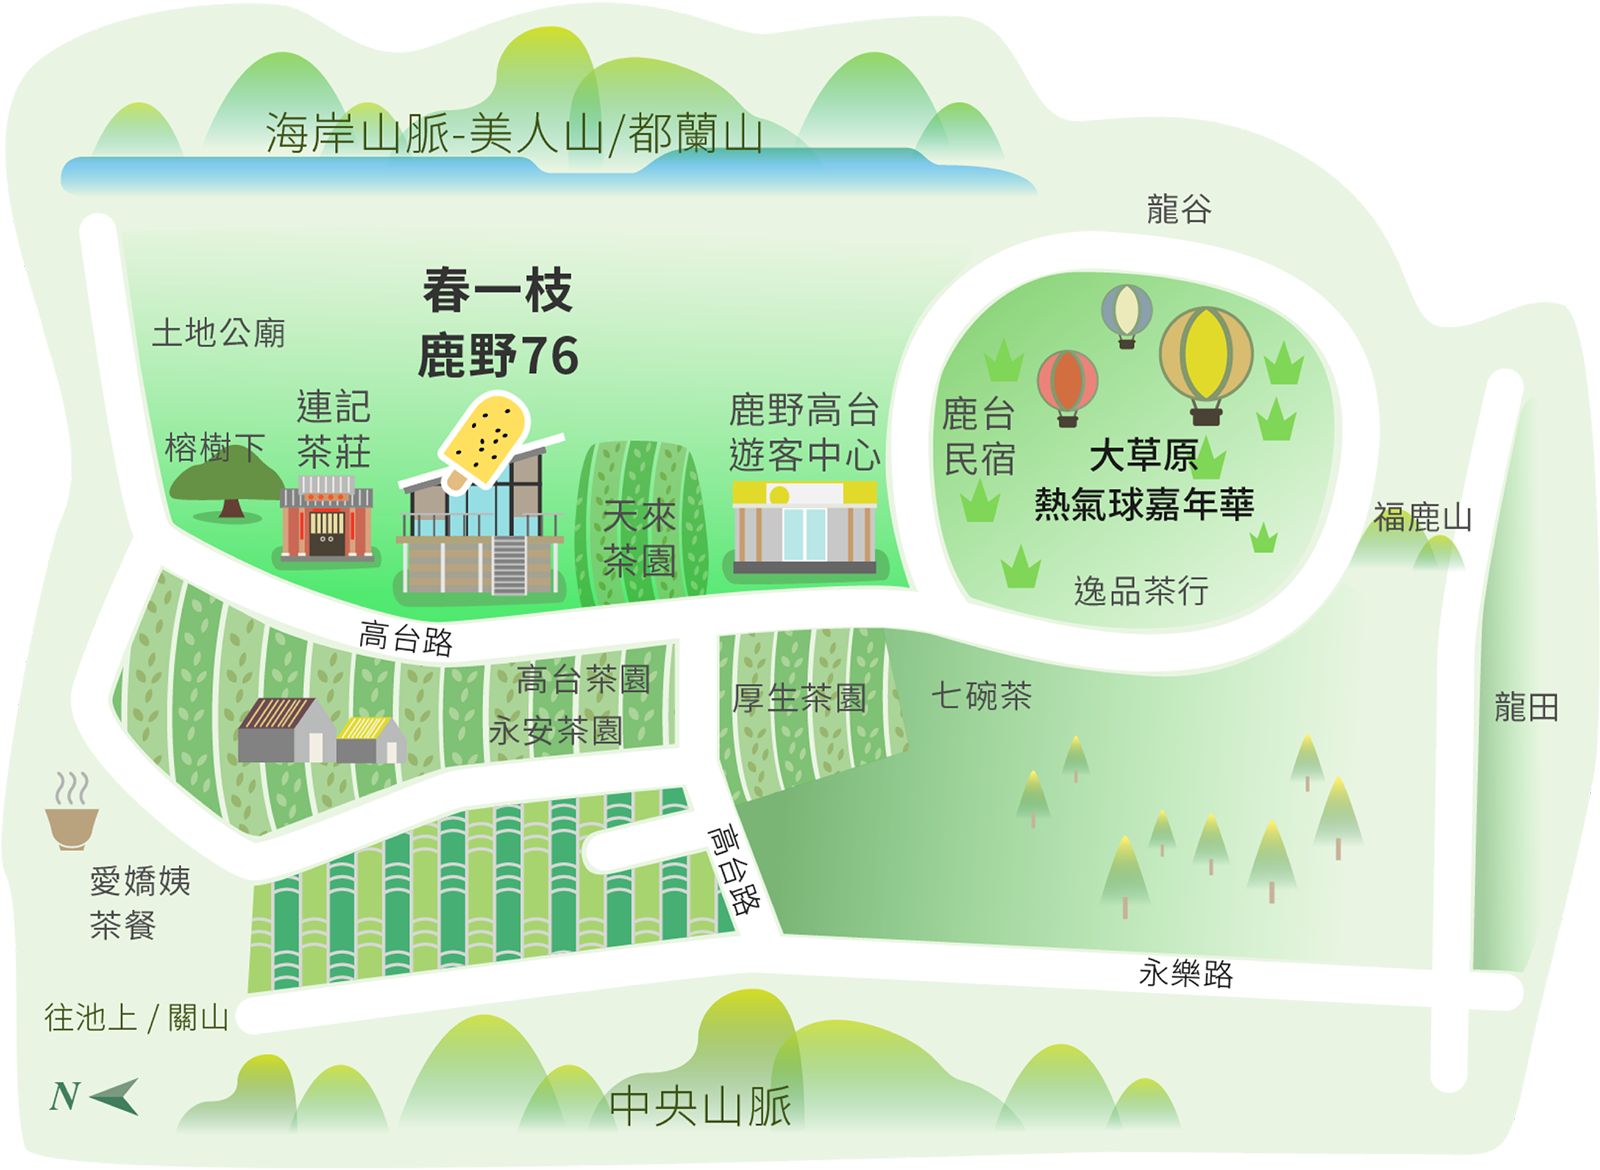 海岸山脈-美人山/都蘭山
龍谷
春一枝
鹿野76
土地公廟
連記
茶莊
榕樹下
鹿野高台
遊客中心
鹿台
民宿
大草原
熱氣球嘉年華
天來
茶園
福鹿山
逸品茶行
高台路
高台茶園
永安茶園
厚生茶園
七碗茶
龍田
高台路
愛嬌姨
茶餐
永樂路
往池上 / 關山
N
中央山脈